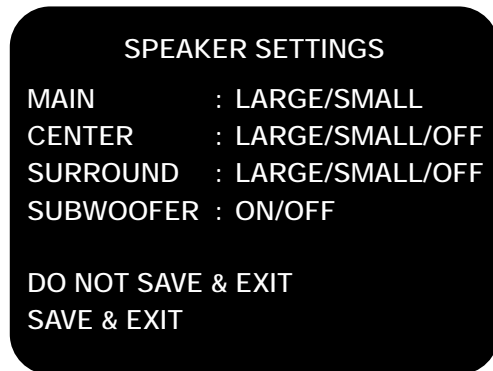 SPEAKER SETTINGS
MAIN : LARGE/SMALL
CENTER : LARGE/SMALL/OFF
SURROUND : LARGE/SMALL/OFF
SUBWOOFER : ON/OFF
DO NOT SAVE & EXIT
SAVE & EXIT